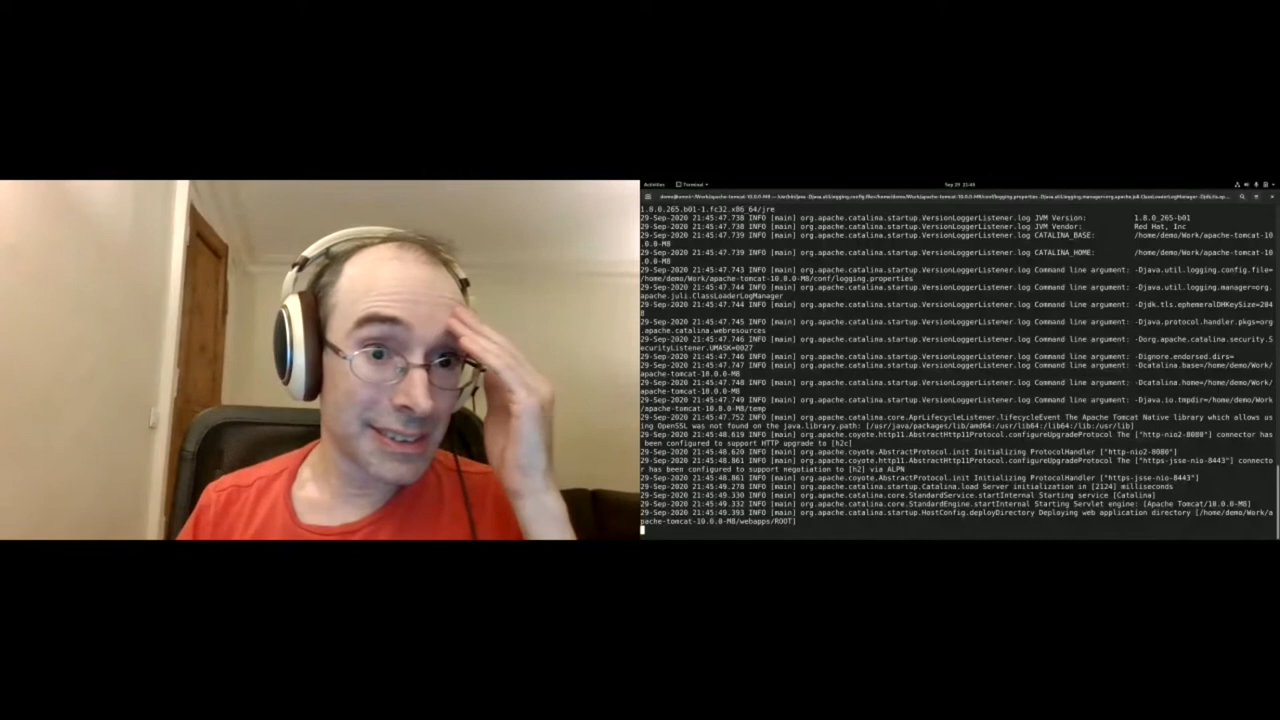 Activities Terminal Sep 29 21:45
1.8.0.265.b01-1.fc32.x86_64/jre
29-Sep-2020 21:45:47.738 INFO [main] org.apache.catalina.startup.VersionLoggerListener.log JVM Version: 1.8.0_265-b01
29-Sep-2020 21:45:47.738 INFO [main] org.apache.catalina.startup.VersionLoggerListener.log JVM Vendor: Red Hat, Inc
29-Sep-2020 21:45:47.739 INFO [main] org.apache.catalina.startup.VersionLoggerListener.log CATALINA_BASE: /home/demo/Work/apache-tomcat-10
.0.0-M8
29-Sep-2020 21:45:47.739 INFO [main] org.apache.catalina.startup.VersionLoggerListener.log CATALINA_HOME: /home/demo/Work/apache-tomcat-10
.0.0-M8
29-Sep-2020 21:45:47.743 INFO [main] org.apache.catalina.startup.VersionLoggerListener.log Command line argument: -Djava.util.logging.config.file=
/home/demo/Work/apache-tomcat-10.0.0-M8/conf/logging.properties
29-Sep-2020 21:45:47.744 INFO [main] org.apache.catalina.startup.VersionLoggerListener.log Command line argument: -Djava.util.logging.manager=org.
apache.juli.ClassLoaderLogManager
29-Sep-2020 21:45:47.744 INFO [main] org.apache.catalina.startup.VersionLoggerListener.log Command line argument: -Djdk.tls.ephemeralDHKeySize=204
8
29-Sep-2020 21:45:47.745 INFO [main] org.apache.catalina.startup.VersionLoggerListener.log Command line argument: -Djava.protocol.handler.pkgs=org
.apache.catalina.webresources
29-Sep-2020 21:45:47.746 INFO [main] org.apache.catalina.startup.VersionLoggerListener.log Command line argument: -Dorg.apache.catalina.security.S
ecurityListener.UMASK=0027
29-Sep-2020 21:45:47.746 INFO [main] org.apache.catalina.startup.VersionLoggerListener.log Command line argument: -Dignore.endorsed.dirs=
29-Sep-2020 21:45:47.747 INFO [main] org.apache.catalina.startup.VersionLoggerListener.log Command line argument: -Dcatalina.base=/home/demo/Work/
apache-tomcat-10.0.0-M8
29-Sep-2020 21:45:47.748 INFO [main] org.apache.catalina.startup.VersionLoggerListener.log Command line argument: -Dcatalina.home=/home/demo/Work/
apache-tomcat-10.0.0-M8
29-Sep-2020 21:45:47.749 INFO [main] org.apache.catalina.startup.VersionLoggerListener.log Command line argument: -Djava.io.tmpdir=/home/demo/Work
/apache-tomcat-10.0.0-M8/temp
29-Sep-2020 21:45:47.752 INFO [main] org.apache.catalina.core.AprLifecycleListener.lifecycleEvent The Apache Tomcat Native library which allows us
ing OpenSSL was not found on the java.library.path: [/usr/java/packages/lib/amd64:/usr/lib64:/lib64:/lib:/usr/lib]
29-Sep-2020 21:45:48.619 INFO [main] org.apache.coyote.http11.AbstractHttp11Protocol.configureUpgradeProtocol The ["http-nio2-8080"] connector has
been configured to support HTTP upgrade to [h2c]
29-Sep-2020 21:45:48.620 INFO [main] org.apache.coyote.AbstractProtocol.init Initializing ProtocolHandler ["http-nio2-8080"]
29-Sep-2020 21:45:48.861 INFO [main] org.apache.coyote.http11.AbstractHttp11Protocol.configureUpgradeProtocol The ["https-jsse-nio-8443"] connecto
r has been configured to support negotiation to [h2] via ALPN
29-Sep-2020 21:45:48.861 INFO [main] org.apache.coyote.AbstractProtocol.init Initializing ProtocolHandler ["https-jsse-nio-8443"]
29-Sep-2020 21:45:49.278 INFO [main] org.apache.catalina.startup.Catalina.load Server initialization in [2124] milliseconds
29-Sep-2020 21:45:49.330 INFO [main] org.apache.catalina.core.StandardService.startInternal Starting service [Catalina]
29-Sep-2020 21:45:49.332 INFO [main] org.apache.catalina.core.StandardEngine.startInternal Starting Servlet engine: [Apache Tomcat/10.0.0-M8]
29-Sep-2020 21:45:49.393 INFO [main] org.apache.catalina.startup.HostConfig.deployDirectory Deploying web application directory [/home/demo/Work/a
pache-tomcat-10.0.0-M8/webapps/ROOT]